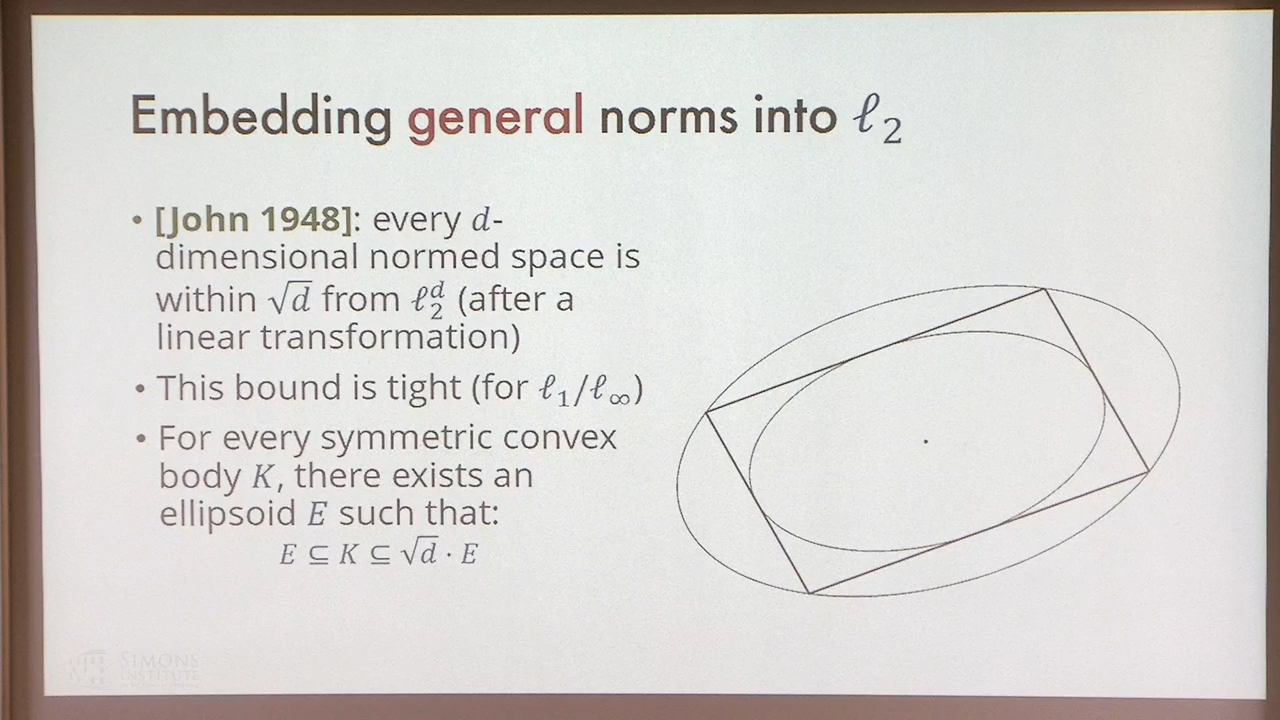 Embedding general norms into ℓ₂
• [John 1948]: every d-
dimensional normed space is
within √d from ℓ₂ᵈ (after a
linear transformation)
• This bound is tight (for ℓ₁/ℓ∞)
• For every symmetric convex
body K, there exists an
ellipsoid E such that:
E ⊆ K ⊆ √d · E
SIMONS
INSTITUTE